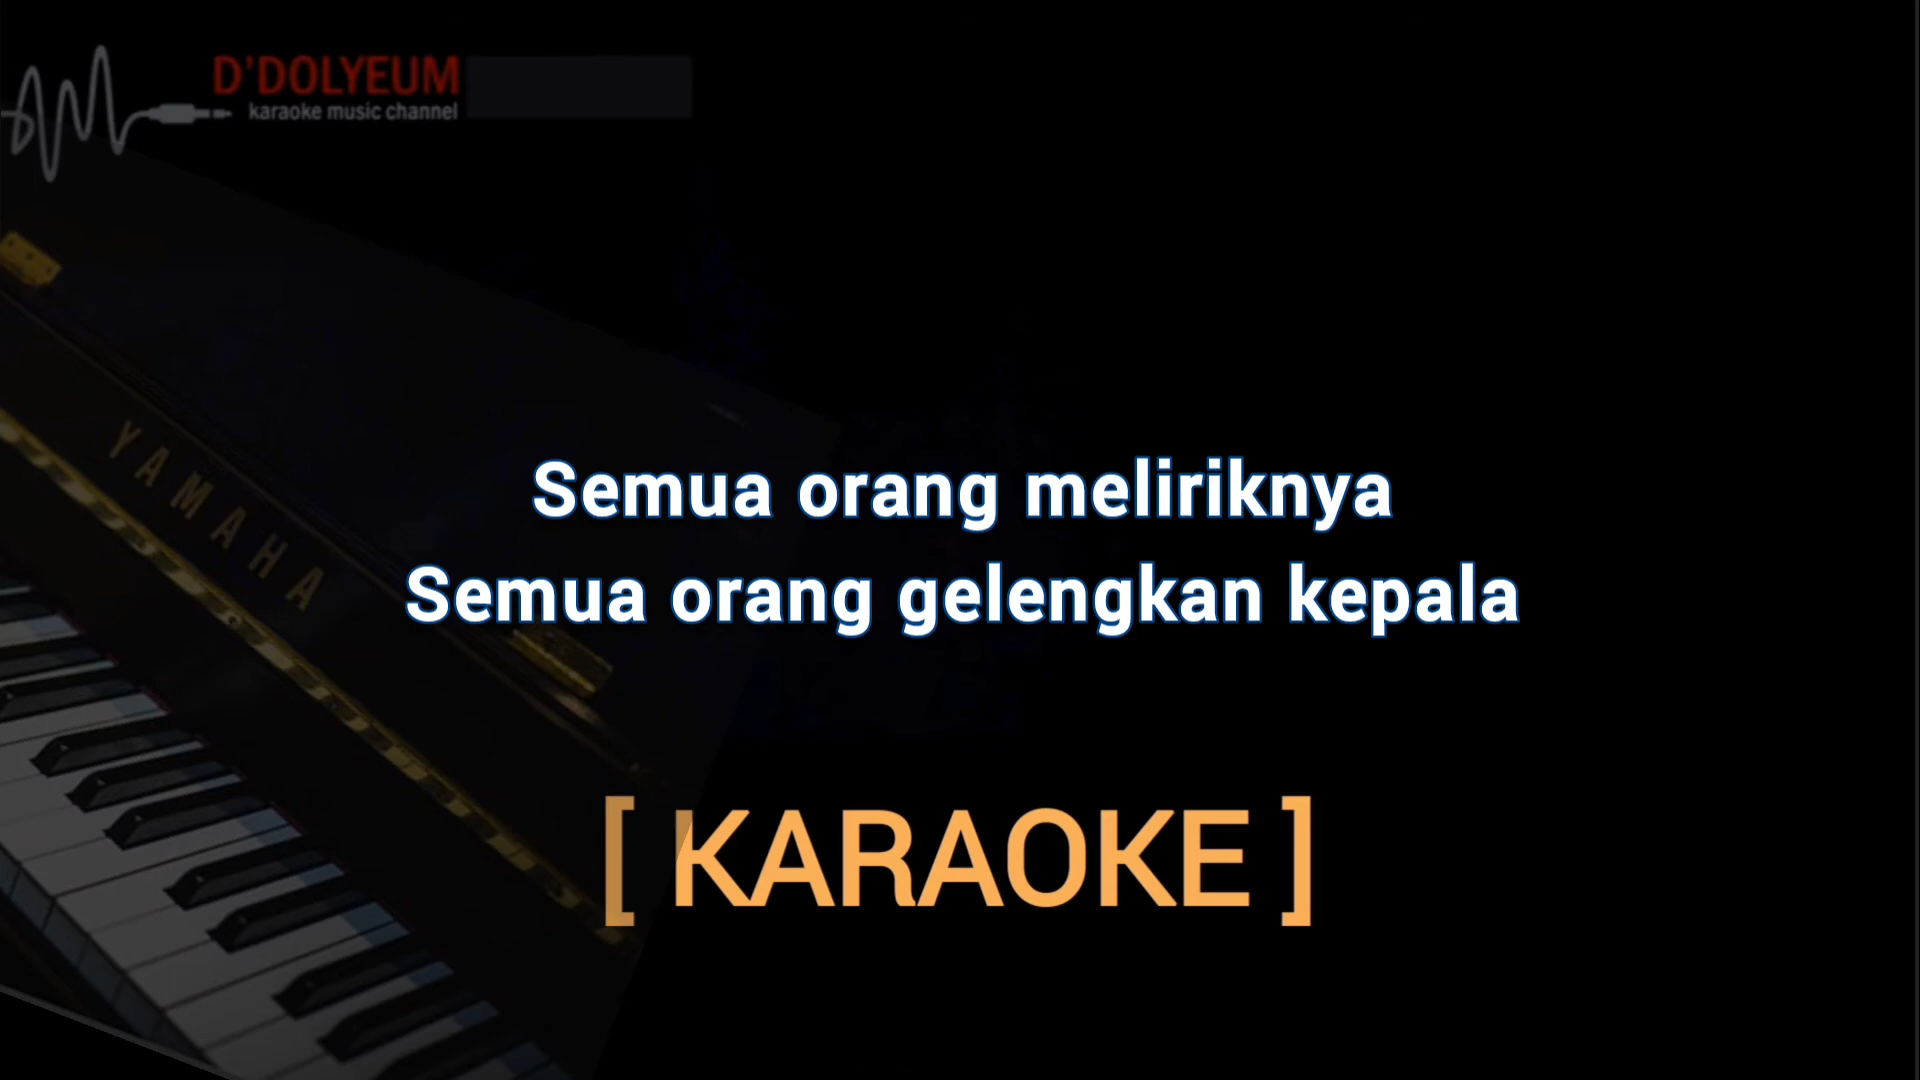 D'DOLYEUM
karaoke music channel
YAMAHA
Semua orang meliriknya
Semua orang gelengkan kepala
[ KARAOKE ]